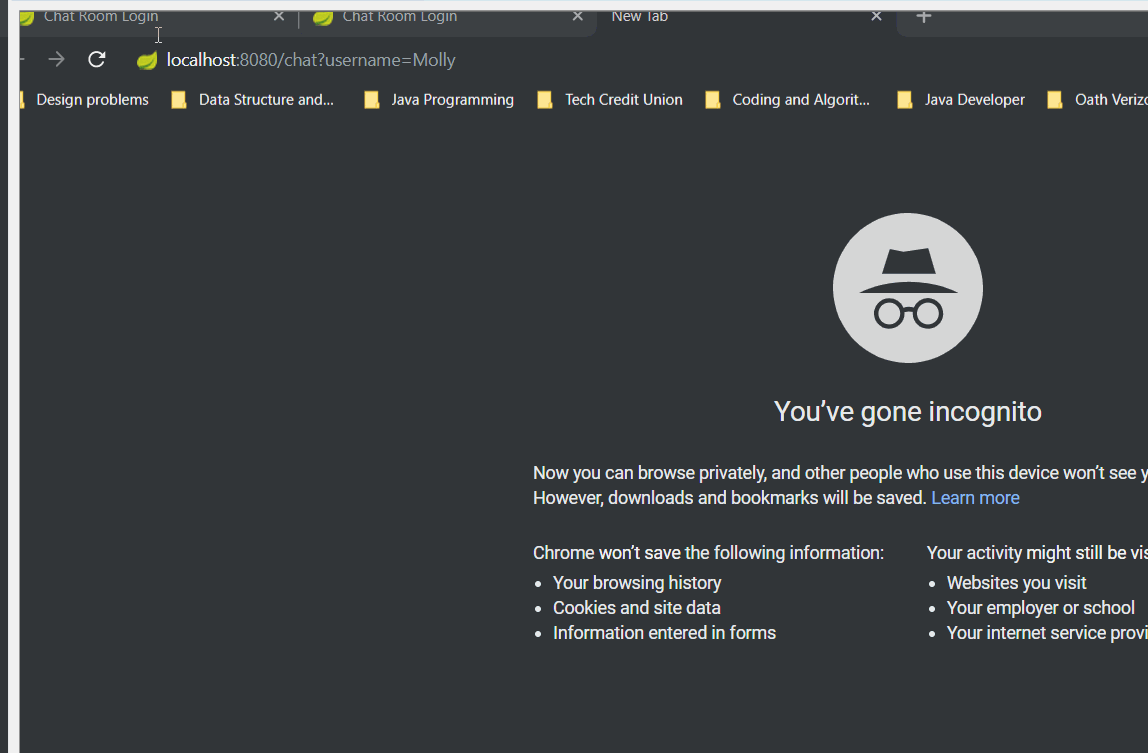 Chat Room Login Chat Room Login New Tab
localhost:8080/chat?username=Molly
Design problems Data Structure and... Java Programming Tech Credit Union Coding and Algorit... Java Developer Oath Verizo
You've gone incognito
Now you can browse privately, and other people who use this device won't see y
However, downloads and bookmarks will be saved. Learn more
Chrome won't save the following information:
• Your browsing history
• Cookies and site data
• Information entered in forms
Your activity might still be vis
• Websites you visit
• Your employer or school
• Your internet service provi